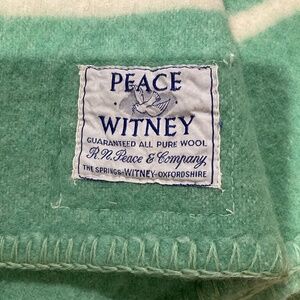 PEACE
WITNEY
GUARANTEED ALL PURE WOOL
R.N. Peace & Company
THE SPRINGS·WITNEY·OXFORDSHIRE